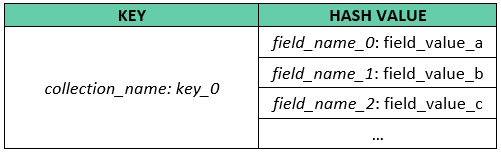 KEY HASH VALUE
collection_name: key_0
field_name_0: field_value_a
field_name_1: field_value_b
field_name_2: field_value_c
...